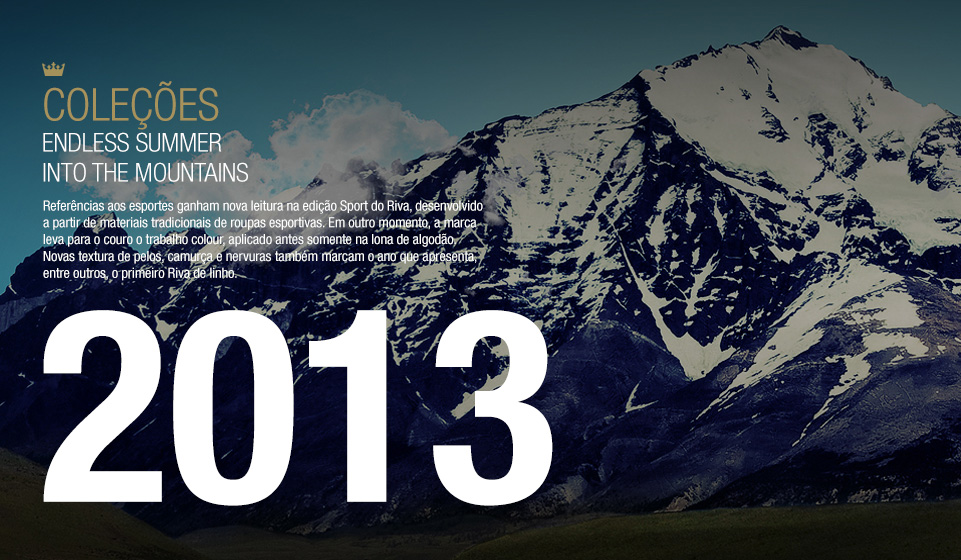 COLEÇÕES
ENDLESS SUMMER
INTO THE MOUNTAINS
Referências aos esportes ganham nova leitura na edição Sport do Riva, desenvolvido
a partir de materiais tradicionais de roupas esportivas. Em outro momento, a marca
leva para o couro o trabalho colour, aplicado antes somente na lona de algodão.
Novas textura de pelos, camurça e nervuras também marcam o ano que apresenta,
entre outros, o primeiro Riva de linho.
2013